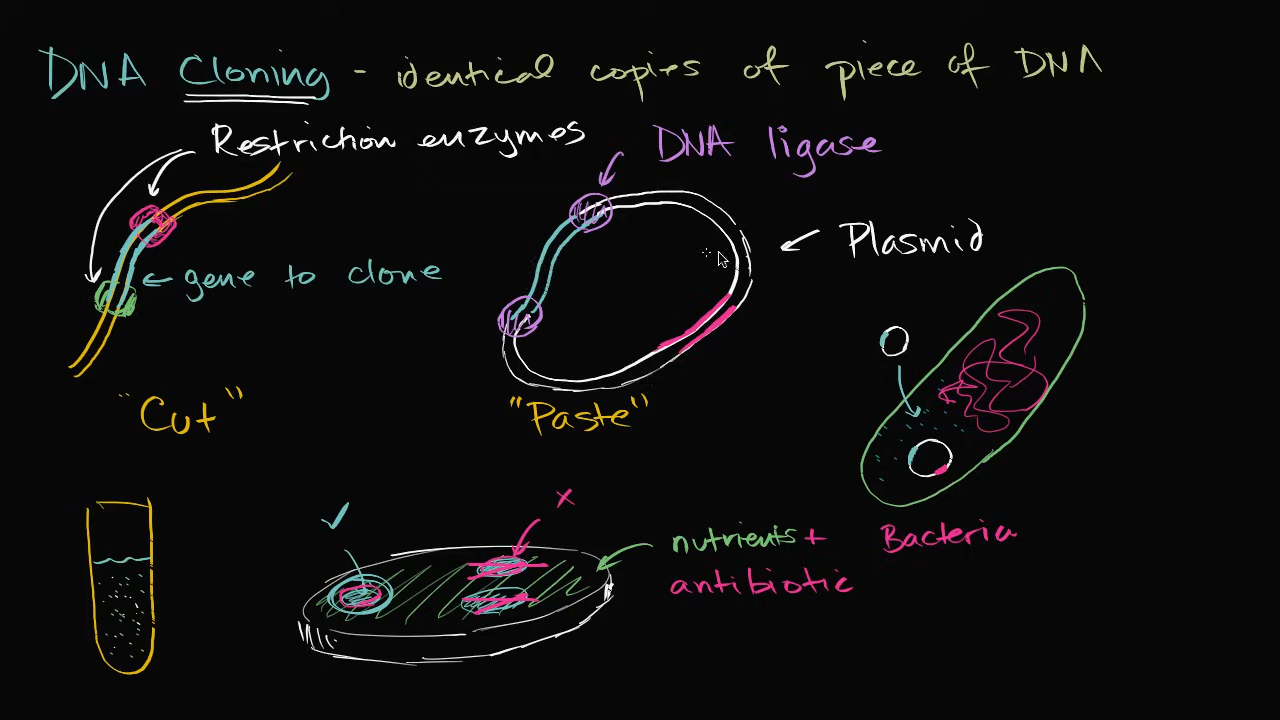 DNA Cloning - identical copies of piece of DNA
Restriction enzymes
DNA ligase
Plasmid
gene to clone
"Cut"
"Paste"
nutrients +
antibiotic
Bacteria